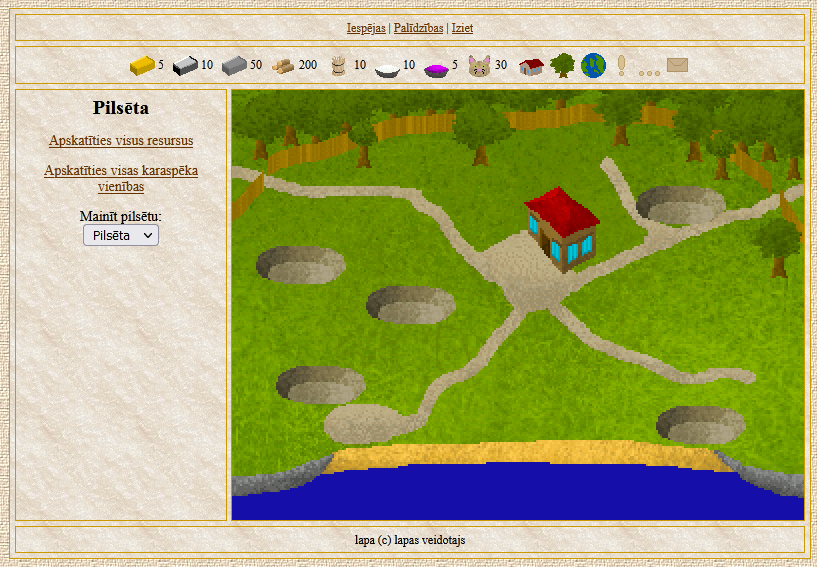 Iespējas | Palīdzības | Iziet
5 10 50 200 10 10 5 30
Pilsēta
Apskatīties visus resursus
Apskatīties visas karaspēka
vienības
Mainīt pilsētu:
Pilsēta
lapa (c) lapas veidotajs